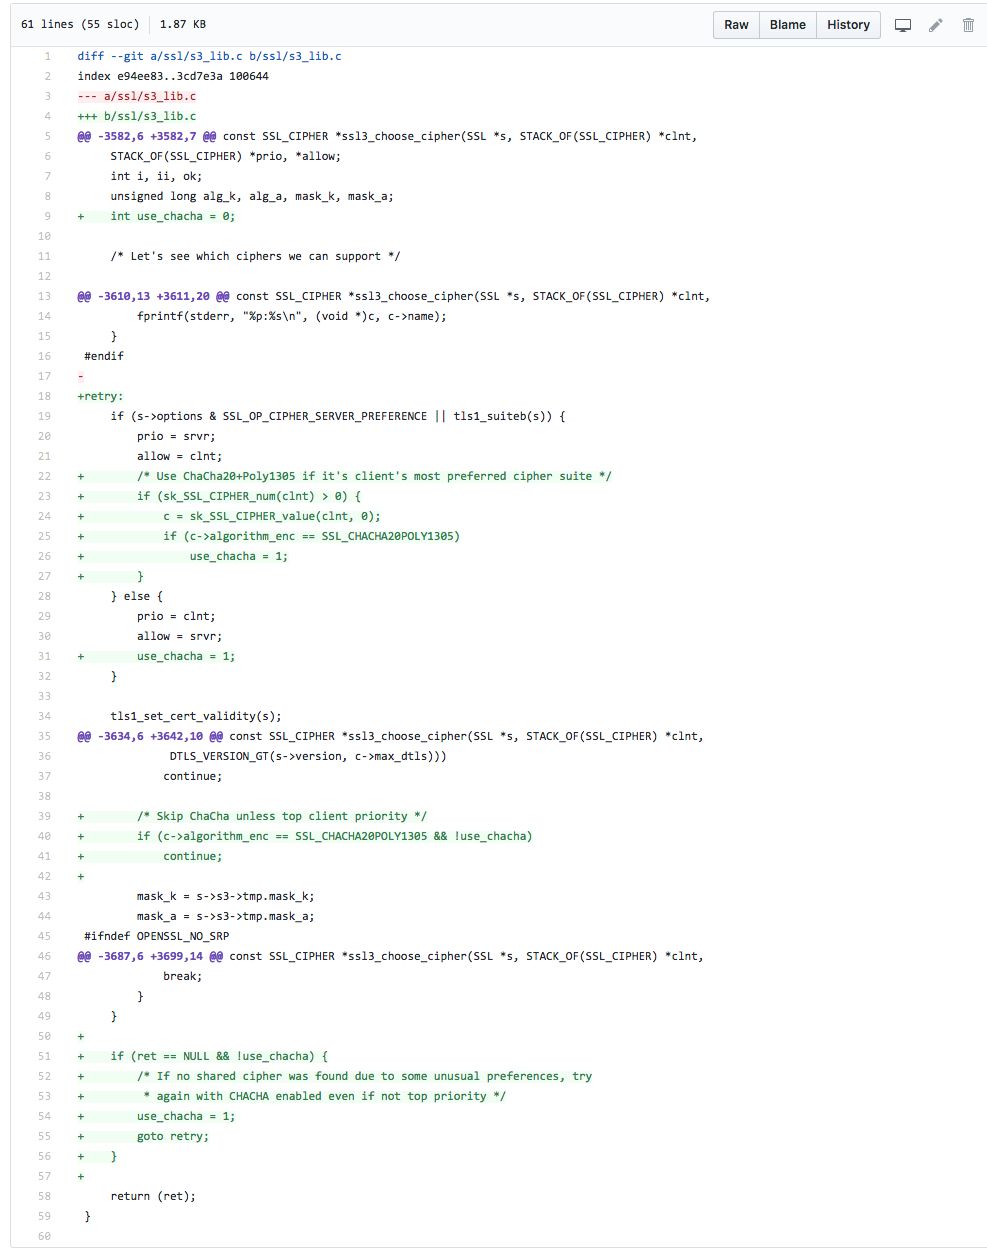 61 lines (55 sloc) 1.87 KB Raw Blame History
1 diff --git a/ssl/s3_lib.c b/ssl/s3_lib.c
2 index e94ee83..3cd7e3a 100644
3 --- a/ssl/s3_lib.c
4 +++ b/ssl/s3_lib.c
5 @@ -3582,6 +3582,7 @@ const SSL_CIPHER *ssl3_choose_cipher(SSL *s, STACK_OF(SSL_CIPHER) *clnt,
6      STACK_OF(SSL_CIPHER) *prio, *allow;
7      int i, ii, ok;
8      unsigned long alg_k, alg_a, mask_k, mask_a;
9 +    int use_chacha = 0;
10
11      /* Let's see which ciphers we can support */
12
13 @@ -3610,13 +3611,20 @@ const SSL_CIPHER *ssl3_choose_cipher(SSL *s, STACK_OF(SSL_CIPHER) *clnt,
14          fprintf(stderr, "%p:%s\n", (void *)c, c->name);
15      }
16  #endif
17 -
18 +retry:
19      if (s->options & SSL_OP_CIPHER_SERVER_PREFERENCE || tls1_suiteb(s)) {
20          prio = srvr;
21          allow = clnt;
22 +        /* Use ChaCha20+Poly1305 if it's client's most preferred cipher suite */
23 +        if (sk_SSL_CIPHER_num(clnt) > 0) {
24 +            c = sk_SSL_CIPHER_value(clnt, 0);
25 +            if (c->algorithm_enc == SSL_CHACHA20POLY1305)
26 +                use_chacha = 1;
27 +        }
28      } else {
29          prio = clnt;
30          allow = srvr;
31 +        use_chacha = 1;
32      }
33
34      tls1_set_cert_validity(s);
35 @@ -3634,6 +3642,10 @@ const SSL_CIPHER *ssl3_choose_cipher(SSL *s, STACK_OF(SSL_CIPHER) *clnt,
36               DTLS_VERSION_GT(s->version, c->max_dtls)))
37              continue;
38
39 +        /* Skip ChaCha unless top client priority */
40 +        if (c->algorithm_enc == SSL_CHACHA20POLY1305 && !use_chacha)
41 +            continue;
42 +
43          mask_k = s->s3->tmp.mask_k;
44          mask_a = s->s3->tmp.mask_a;
45  #ifndef OPENSSL_NO_SRP
46 @@ -3687,6 +3699,14 @@ const SSL_CIPHER *ssl3_choose_cipher(SSL *s, STACK_OF(SSL_CIPHER) *clnt,
47              break;
48          }
49      }
50 +
51 +    if (ret == NULL && !use_chacha) {
52 +        /* If no shared cipher was found due to some unusual preferences, try
53 +         * again with CHACHA enabled even if not top priority */
54 +        use_chacha = 1;
55 +        goto retry;
56 +    }
57 +
58      return (ret);
59  }
60